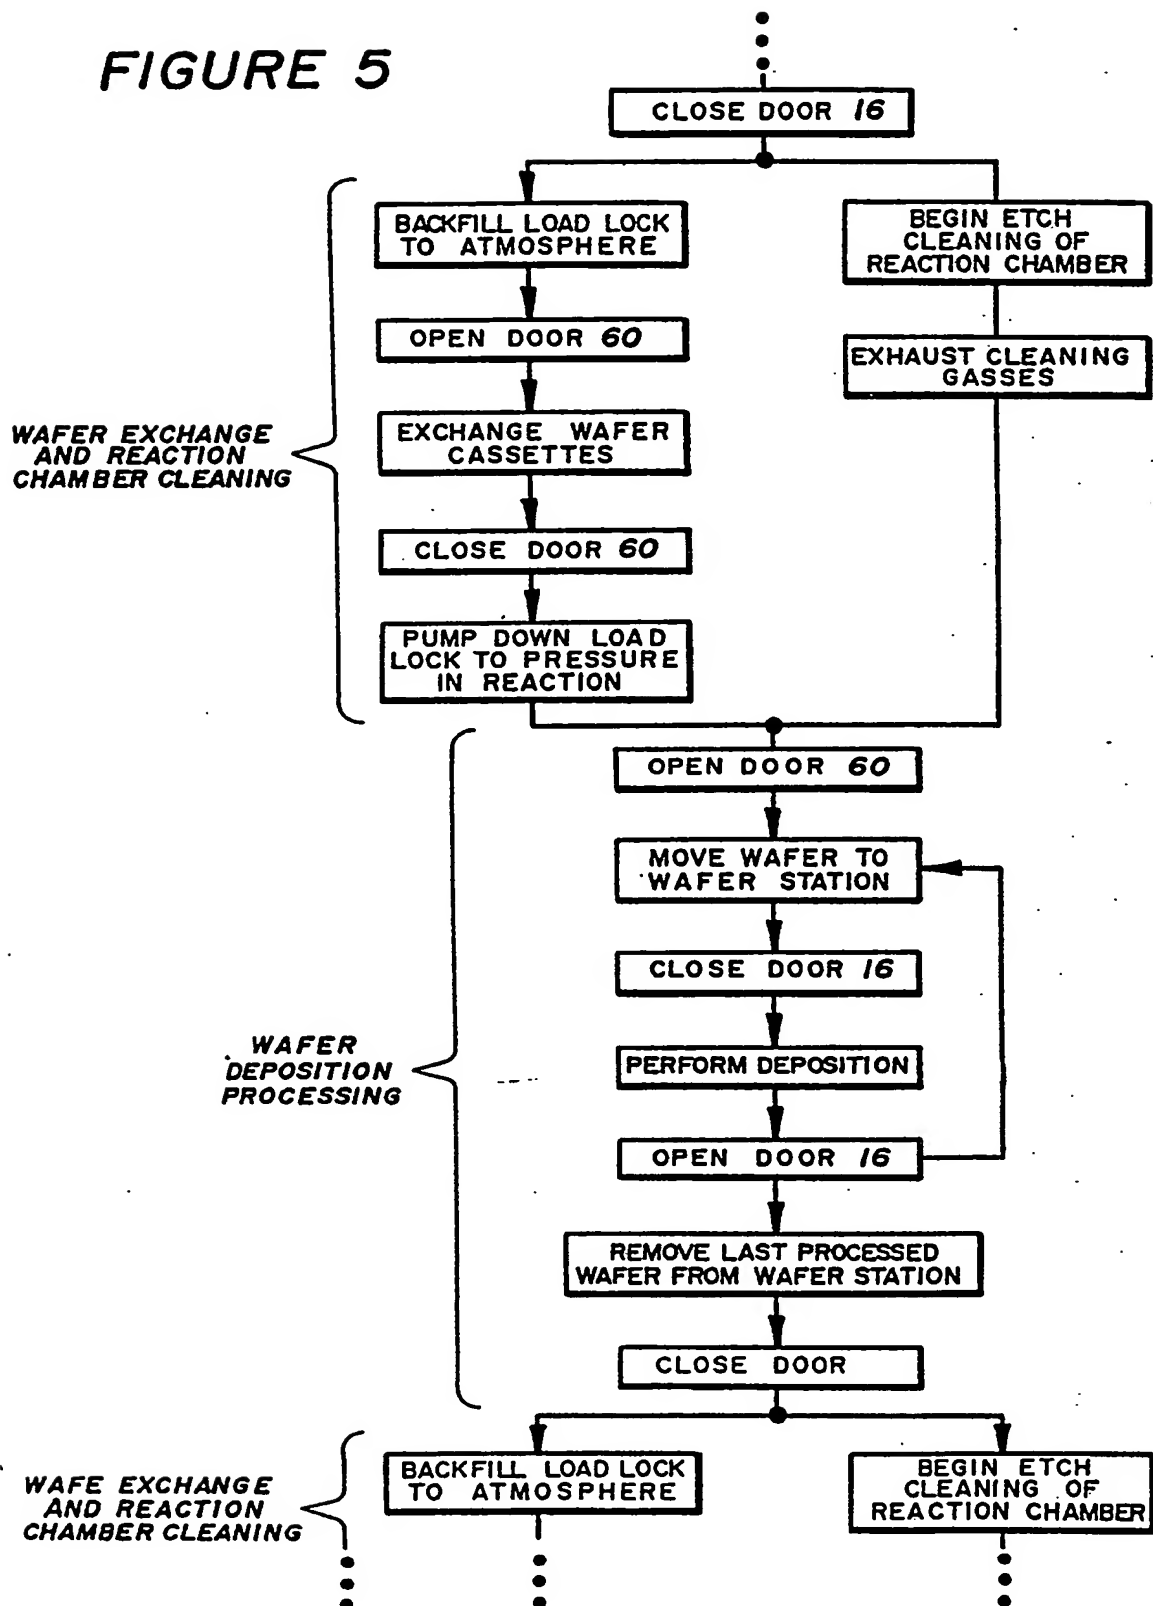 FIGURE 5
CLOSE DOOR 16
BACKFILL LOAD LOCK
TO ATMOSPHERE
BEGIN ETCH
CLEANING OF
REACTION CHAMBER
OPEN DOOR 60
EXHAUST CLEANING
GASSES
EXCHANGE WAFER
CASSETTES
WAFER EXCHANGE
AND REACTION
CHAMBER CLEANING
CLOSE DOOR 60
PUMP DOWN LOAD
LOCK TO PRESSURE
IN REACTION
OPEN DOOR 60
MOVE WAFER TO
WAFER STATION
CLOSE DOOR 16
WAFER
DEPOSITION
PROCESSING
PERFORM DEPOSITION
OPEN DOOR 16
REMOVE LAST PROCESSED
WAFER FROM WAFER STATION
CLOSE DOOR
BACKFILL LOAD LOCK
TO ATMOSPHERE
BEGIN ETCH
CLEANING OF
REACTION CHAMBER
WAFE EXCHANGE
AND REACTION
CHAMBER CLEANING